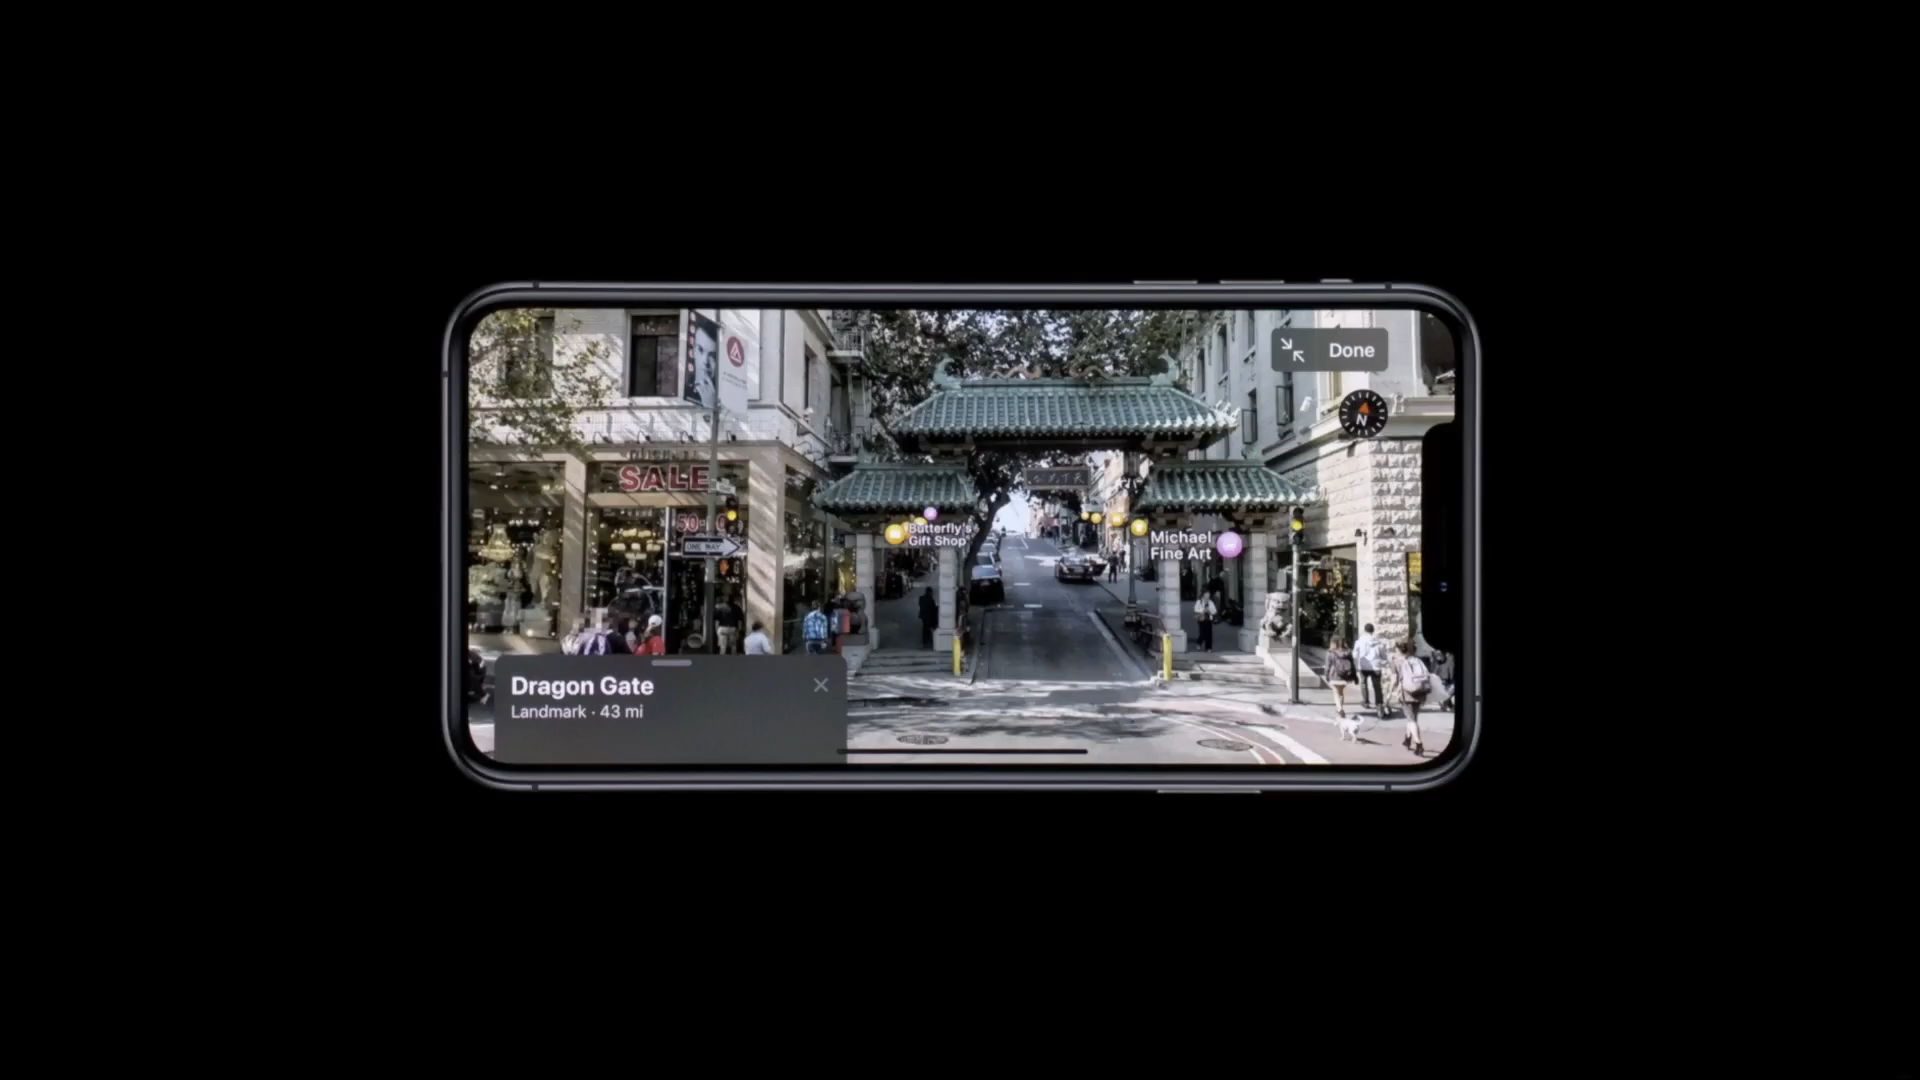 Done
N
SALE
ONE WAY
Butterfly's
Gift Shop
Michael
Fine Art
Dragon Gate
Landmark · 43 mi